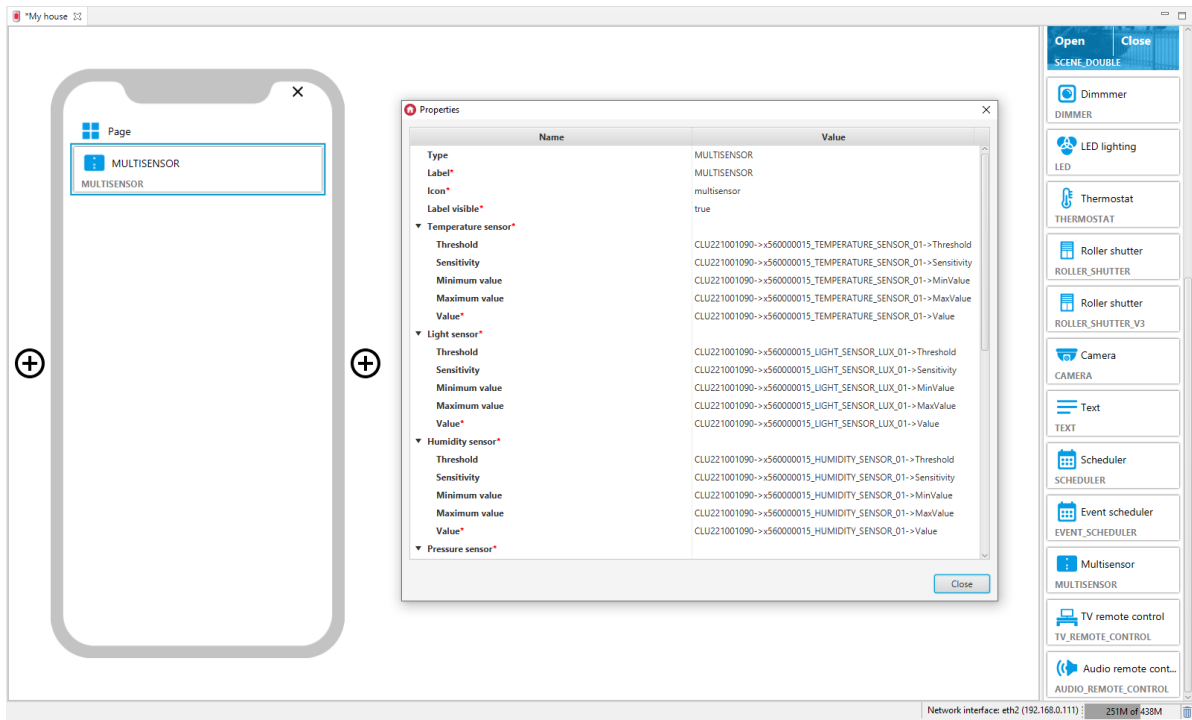 *My house
Page
MULTISENSOR
MULTISENSOR
Properties
Name Value
Type MULTISENSOR
Label* MULTISENSOR
Icon* multisensor
Label visible* true
Temperature sensor*
Threshold CLU221001090->x560000015_TEMPERATURE_SENSOR_01->Threshold
Sensitivity CLU221001090->x560000015_TEMPERATURE_SENSOR_01->Sensitivity
Minimum value CLU221001090->x560000015_TEMPERATURE_SENSOR_01->MinValue
Maximum value CLU221001090->x560000015_TEMPERATURE_SENSOR_01->MaxValue
Value* CLU221001090->x560000015_TEMPERATURE_SENSOR_01->Value
Light sensor*
Threshold CLU221001090->x560000015_LIGHT_SENSOR_LUX_01->Threshold
Sensitivity CLU221001090->x560000015_LIGHT_SENSOR_LUX_01->Sensitivity
Minimum value CLU221001090->x560000015_LIGHT_SENSOR_LUX_01->MinValue
Maximum value CLU221001090->x560000015_LIGHT_SENSOR_LUX_01->MaxValue
Value* CLU221001090->x560000015_LIGHT_SENSOR_LUX_01->Value
Humidity sensor*
Threshold CLU221001090->x560000015_HUMIDITY_SENSOR_01->Threshold
Sensitivity CLU221001090->x560000015_HUMIDITY_SENSOR_01->Sensitivity
Minimum value CLU221001090->x560000015_HUMIDITY_SENSOR_01->MinValue
Maximum value CLU221001090->x560000015_HUMIDITY_SENSOR_01->MaxValue
Value* CLU221001090->x560000015_HUMIDITY_SENSOR_01->Value
Pressure sensor*
Close
Open Close
SCENE_DOUBLE
Dimmmer
DIMMER
LED lighting
LED
Thermostat
THERMOSTAT
Roller shutter
ROLLER_SHUTTER
Roller shutter
ROLLER_SHUTTER_V3
Camera
CAMERA
Text
TEXT
Scheduler
SCHEDULER
Event scheduler
EVENT_SCHEDULER
Multisensor
MULTISENSOR
TV remote control
TV_REMOTE_CONTROL
Audio remote cont...
AUDIO_REMOTE_CONTROL
Network interface: eth2 (192.168.0.111) 251M of 438M